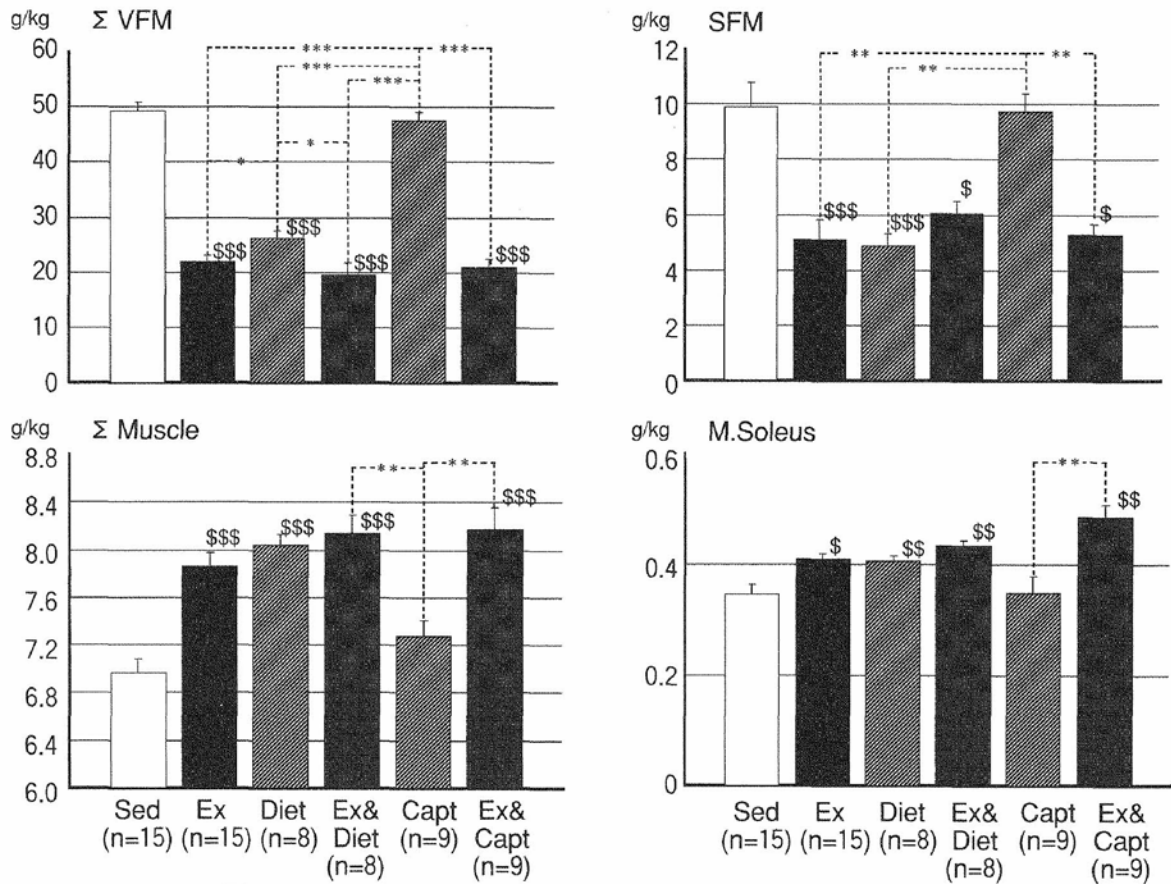 g/kg Σ VFM
60
50
40
30
20
10
0
*** ***
***
***
* *
$$$ $$$ $$$ $$$
g/kg SFM
12
10
8
6
4
2
0
** **
**
$$$ $$$ $ $
g/kg Σ Muscle
8.8
8.4
8.0
7.6
7.2
6.8
6.4
6.0
** **
$$$ $$$ $$$ $$$
Sed Ex Diet Ex& Capt Ex&
(n=15) (n=15) (n=8) Diet (n=9) Capt
(n=8) (n=9)
g/kg M.Soleus
0.6
0.4
0.2
0
**
$ $$ $$ $$
Sed Ex Diet Ex& Capt Ex&
(n=15) (n=15) (n=8) Diet (n=9) Capt
(n=8) (n=9)